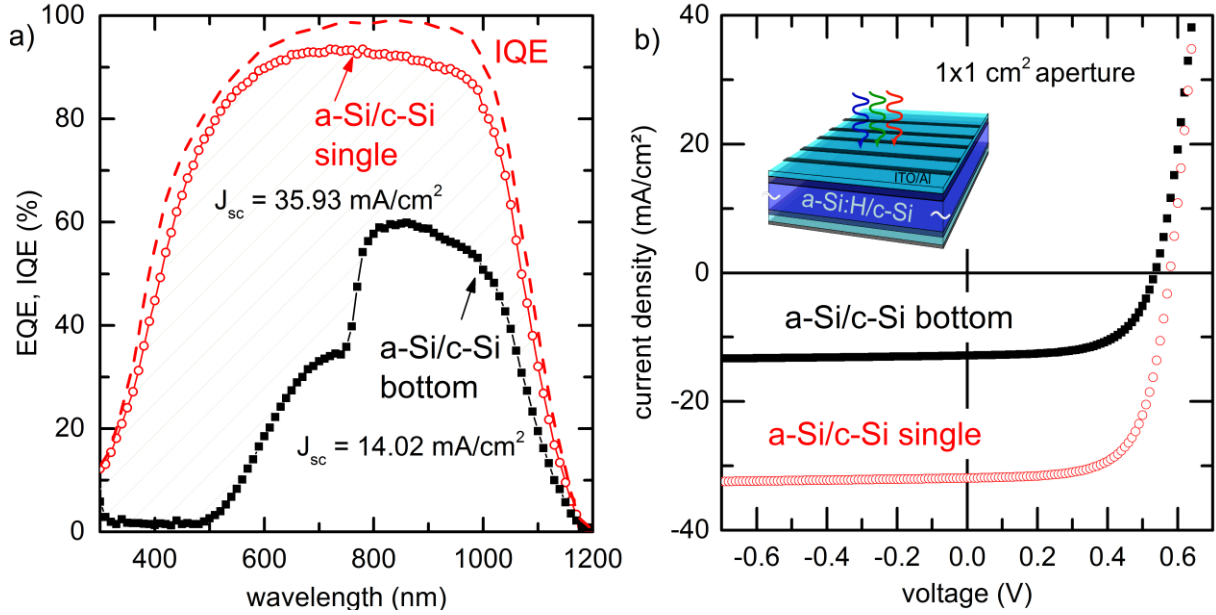 a)
100
80
60
40
20
0
EQE, IQE (%)
IQE
a-Si/c-Si
single
J_sc = 35.93 mA/cm²
a-Si/c-Si
bottom
J_sc = 14.02 mA/cm²
400 600 800 1000 1200
wavelength (nm)
b)
40
20
0
-20
-40
current density (mA/cm²)
1x1 cm² aperture
ITO/Al
~ a-Si:H/c-Si ~
a-Si/c-Si bottom
a-Si/c-Si single
-0.6 -0.4 -0.2 0.0 0.2 0.4 0.6
voltage (V)